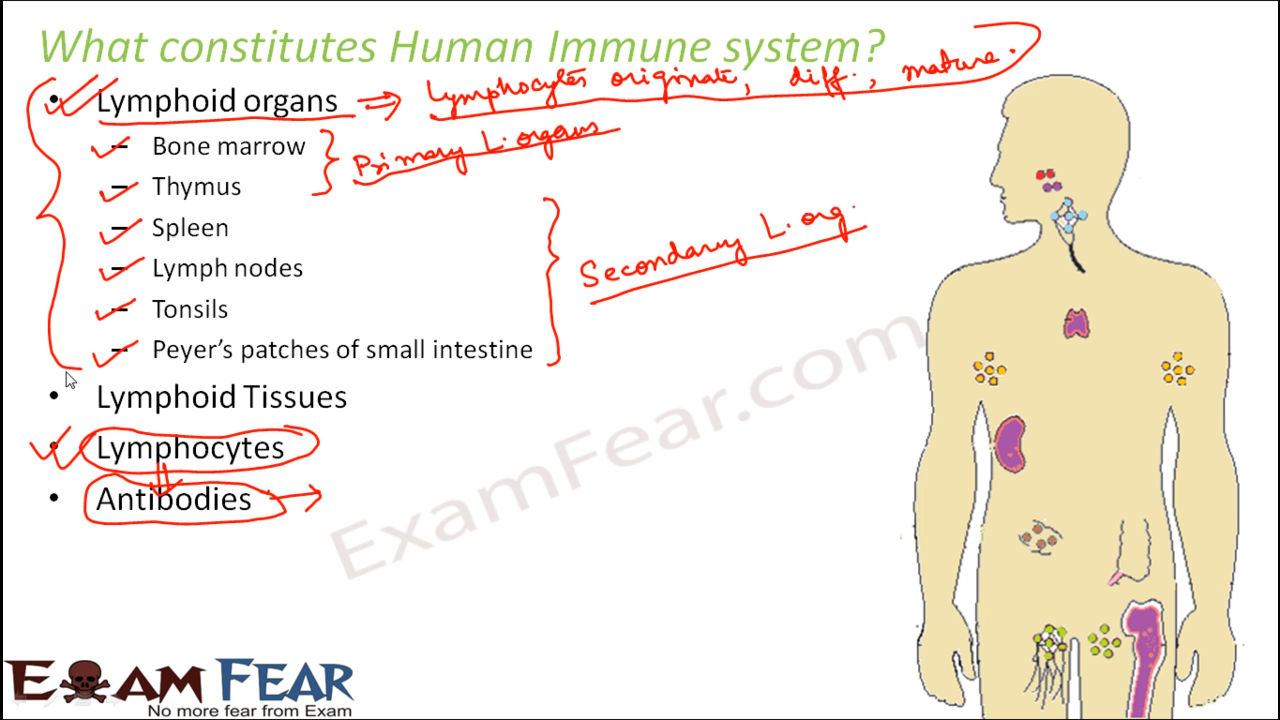 What constitutes Human Immune system?
• Lymphoid organs ⇒ Lymphocytes originate, diff., mature.
– Bone marrow
Primary L. organs
– Thymus
– Spleen
Secondary L. org.
– Lymph nodes
– Tonsils
– Peyer's patches of small intestine
• Lymphoid Tissues
• Lymphocytes
• Antibodies →
ExamFear.com
EXAM FEAR
No more fear from Exam